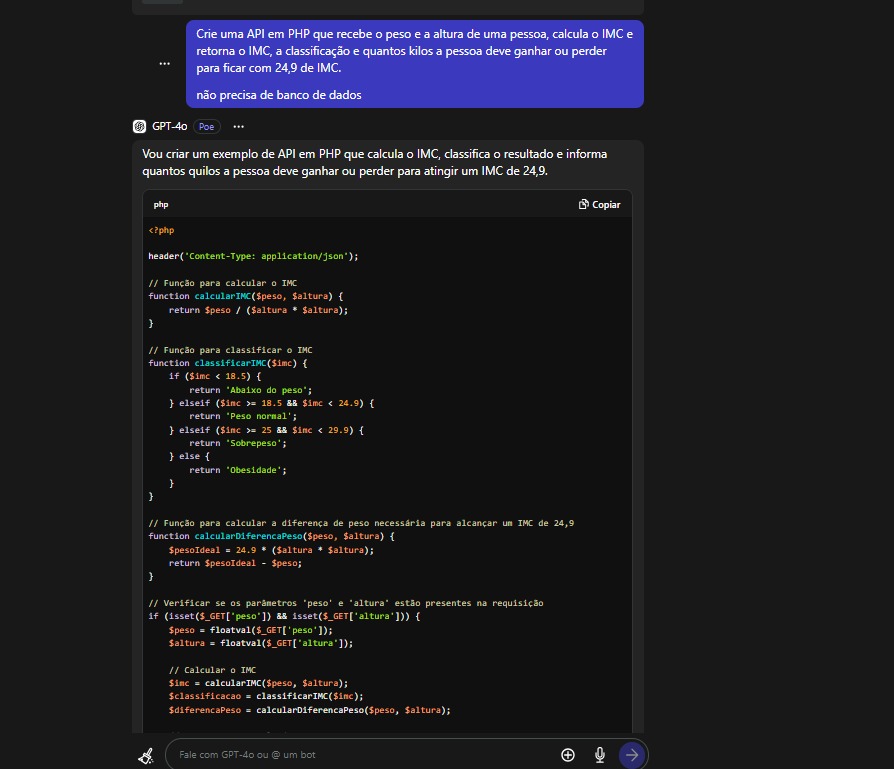 Crie uma API em PHP que recebe o peso e a altura de uma pessoa, calcula o IMC e
retorna o IMC, a classificação e quantos kilos a pessoa deve ganhar ou perder
para ficar com 24,9 de IMC.
não precisa de banco de dados
GPT-4o Poe
Vou criar um exemplo de API em PHP que calcula o IMC, classifica o resultado e informa
quantos quilos a pessoa deve ganhar ou perder para atingir um IMC de 24,9.
php Copiar
<?php
header('Content-Type: application/json');
// Função para calcular o IMC
function calcularIMC($peso, $altura) {
return $peso / ($altura * $altura);
}
// Função para classificar o IMC
function classificarIMC($imc) {
if ($imc < 18.5) {
return 'Abaixo do peso';
} elseif ($imc >= 18.5 && $imc < 24.9) {
return 'Peso normal';
} elseif ($imc >= 25 && $imc < 29.9) {
return 'Sobrepeso';
} else {
return 'Obesidade';
}
}
// Função para calcular a diferença de peso necessária para alcançar um IMC de 24,9
function calcularDiferencaPeso($peso, $altura) {
$pesoIdeal = 24.9 * ($altura * $altura);
return $pesoIdeal - $peso;
}
// Verificar se os parâmetros 'peso' e 'altura' estão presentes na requisição
if (isset($_GET['peso']) && isset($_GET['altura'])) {
$peso = floatval($_GET['peso']);
$altura = floatval($_GET['altura']);
// Calcular o IMC
$imc = calcularIMC($peso, $altura);
$classificacao = classificarIMC($imc);
$diferencaPeso = calcularDiferencaPeso($peso, $altura);
Fale com GPT-4o ou @ um bot